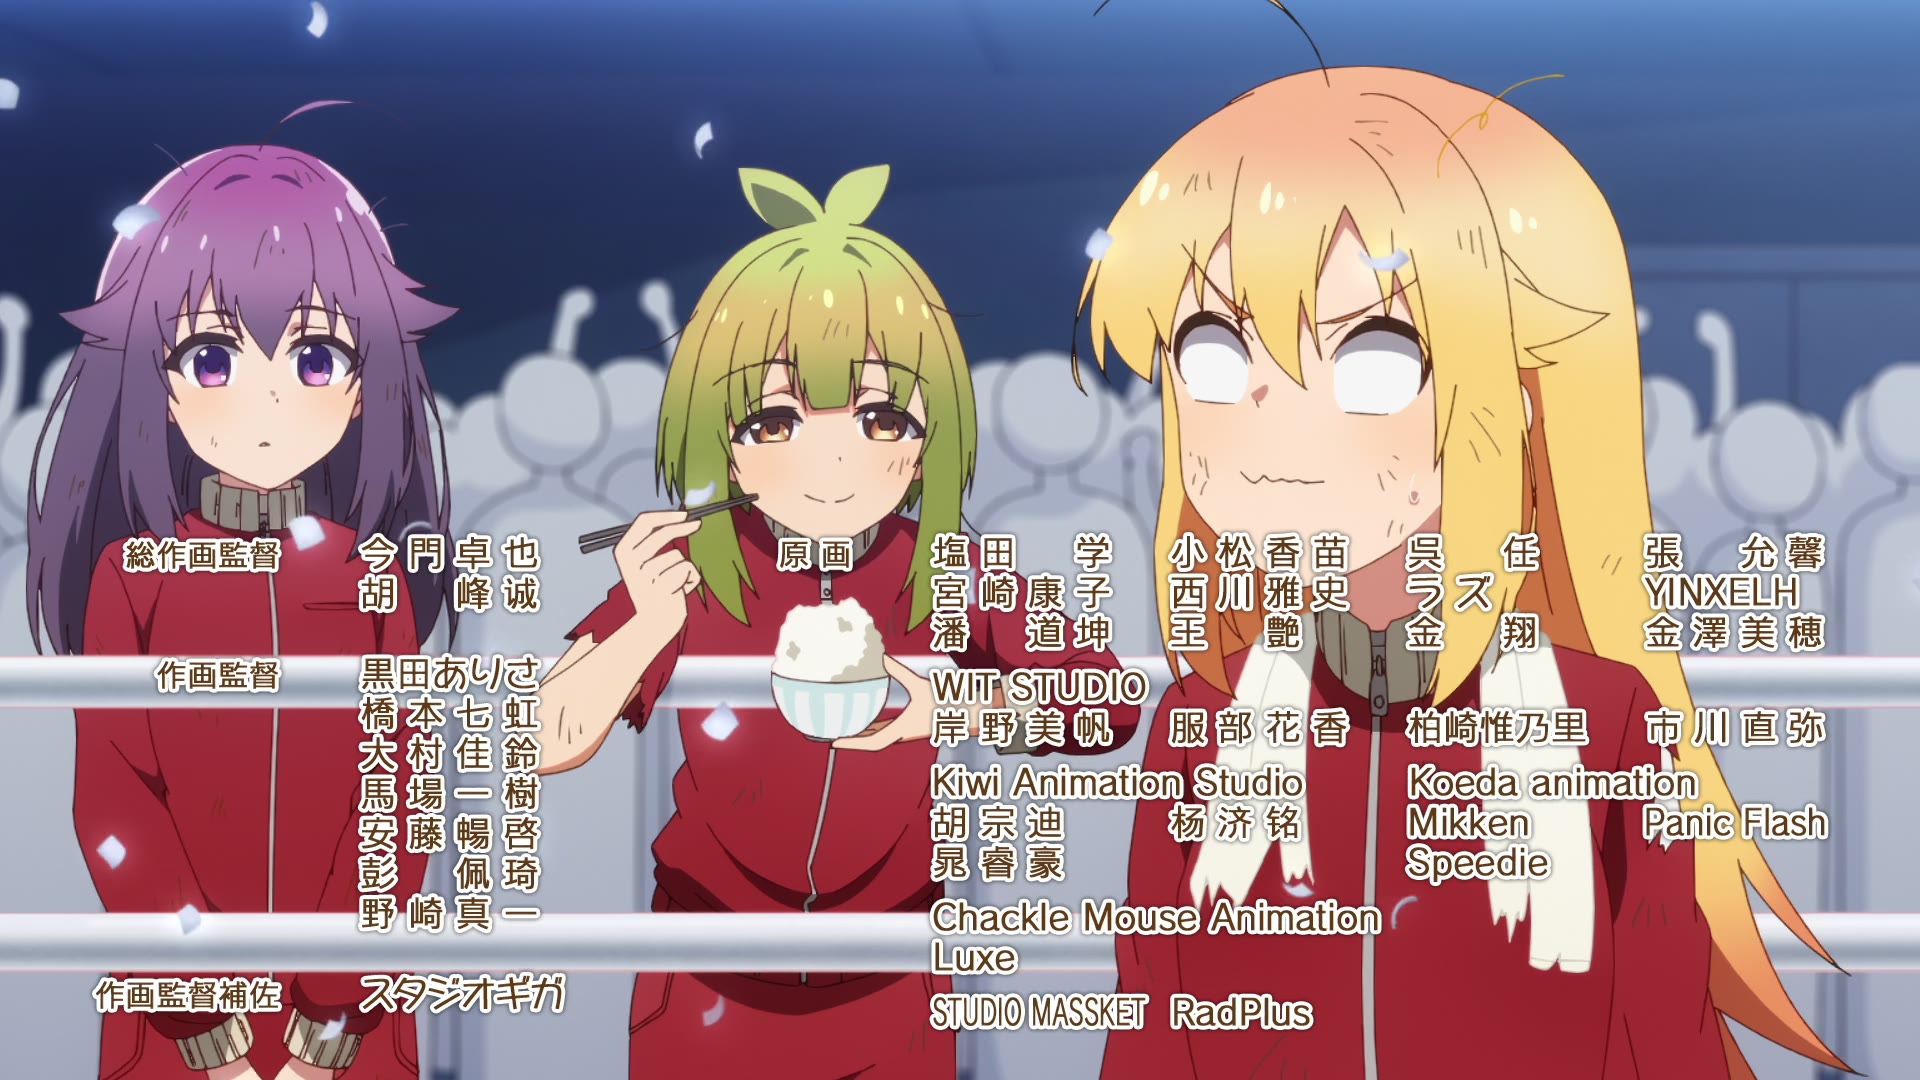 総作画監督 今門卓也
胡峰诚
作画監督 黒田ありさ
橋本七虹
大村佳鈴
馬場一樹
安藤暢啓
彭佩琦
野崎真一
作画監督補佐 スタジオギガ
原画 塩田学 小松香苗 呉任 張允馨
宮崎康子 西川雅史 ラズ YINXELH
潘道坤 王艶 金翔 金澤美穂
WIT STUDIO
岸野美帆 服部花香 柏崎惟乃里 市川直弥
Kiwi Animation Studio Koeda animation
胡宗迪 杨济铭 Mikken Panic Flash
晁睿豪 Speedie
Chackle Mouse Animation
Luxe
STUDIO MASSKET RadPlus